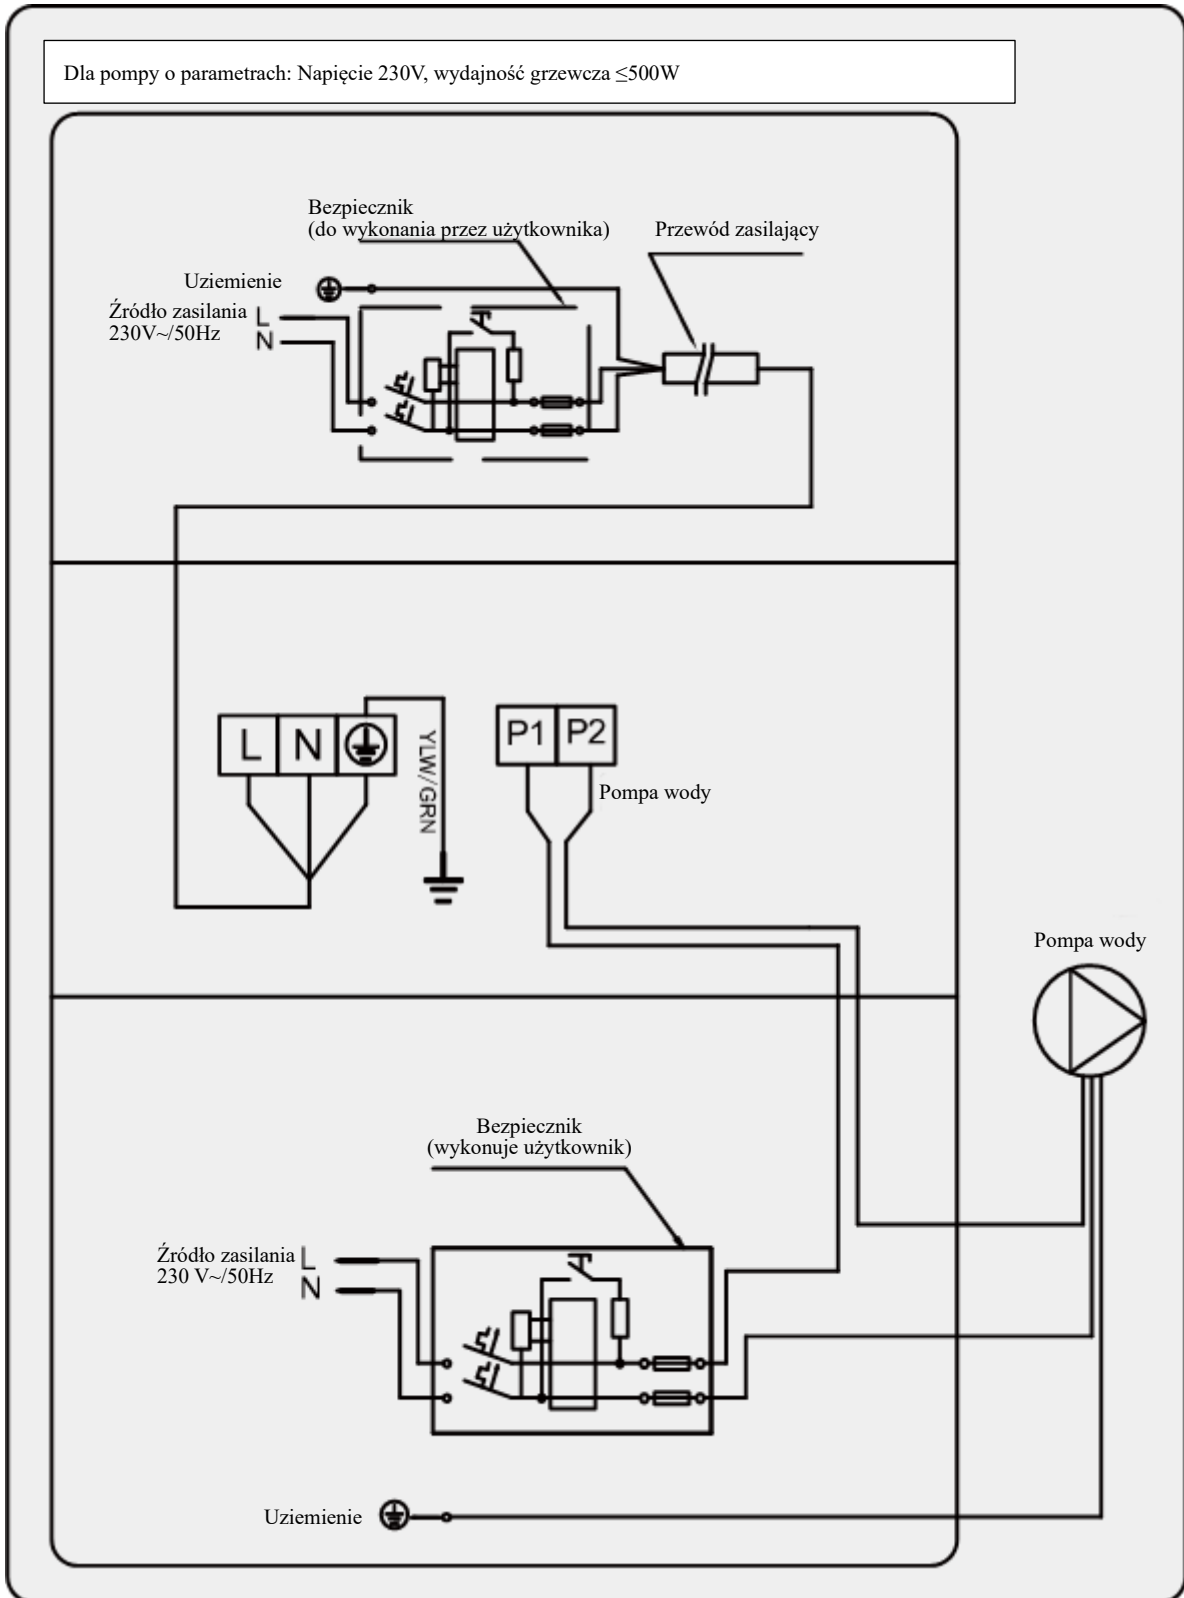 Dla pompy o parametrach: Napięcie 230V, wydajność grzewcza ≤500W
Bezpiecznik
(do wykonania przez użytkownika)
Przewód zasilający
Uziemienie
Źródło zasilania
230V~/50Hz
L
N
L N
YLW/GRN
P1 P2
Pompa wody
Pompa wody
Bezpiecznik
(wykonuje użytkownik)
Źródło zasilania
230 V~/50Hz
L
N
Uziemienie